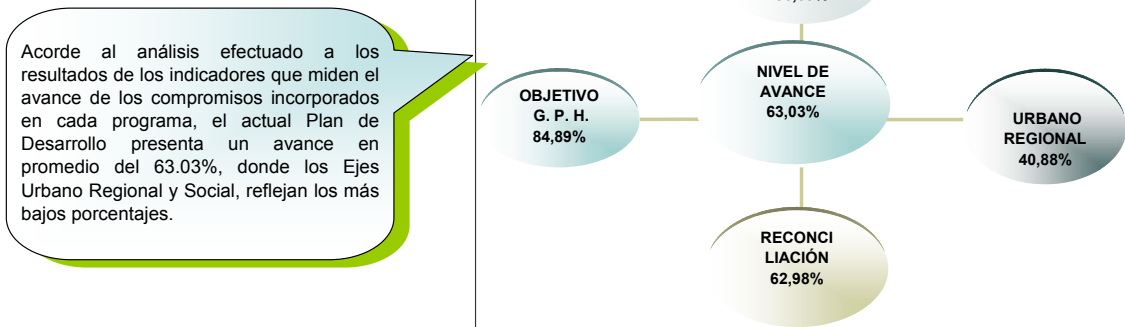 Acorde al análisis efectuado a los
resultados de los indicadores que miden el
avance de los compromisos incorporados
en cada programa, el actual Plan de
Desarrollo presenta un avance en
promedio del 63.03%, donde los Ejes
Urbano Regional y Social, reflejan los más
bajos porcentajes.
OBJETIVO
G. P. H.
84,89%
NIVEL DE
AVANCE
63,03%
URBANO
REGIONAL
40,88%
RECONCI
LIACIÓN
62,98%